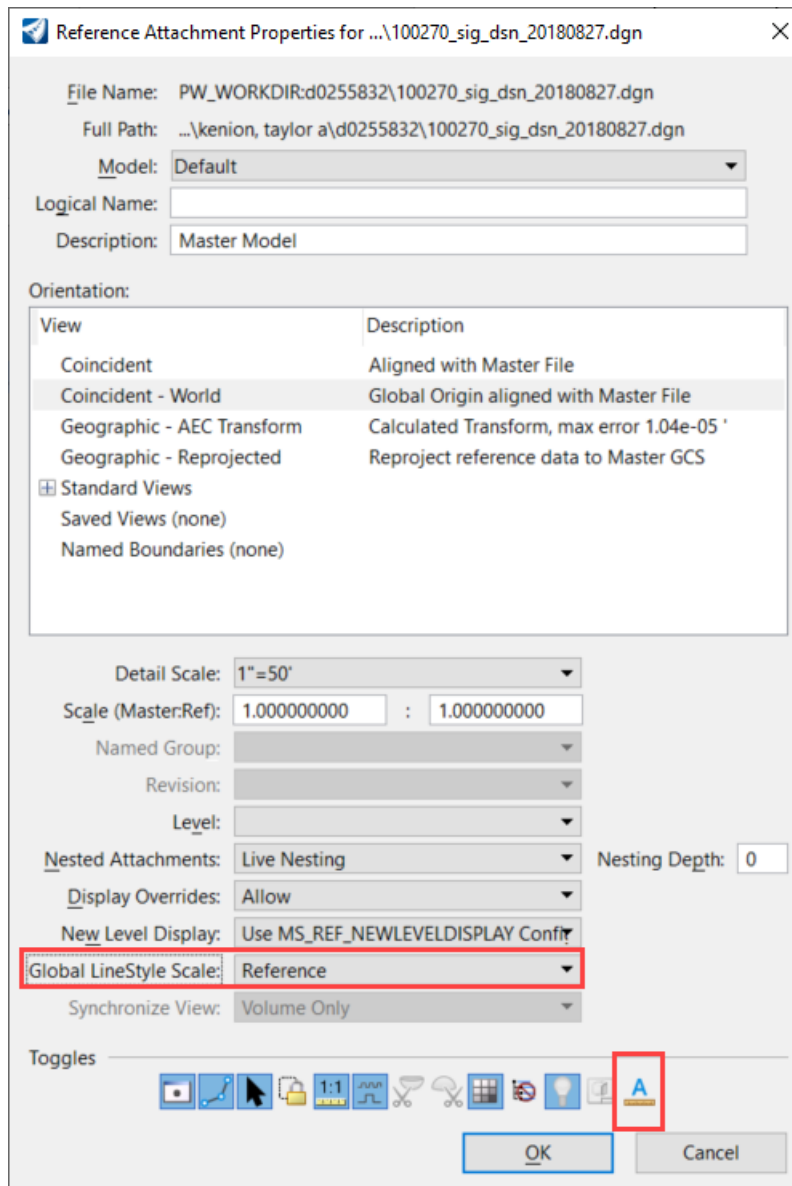 Reference Attachment Properties for ...\100270_sig_dsn_20180827.dgn
File Name: PW_WORKDIR:d0255832\100270_sig_dsn_20180827.dgn
Full Path: ...\kenion, taylor a\d0255832\100270_sig_dsn_20180827.dgn
Model: Default
Logical Name:
Description: Master Model
Orientation:
View Description
Coincident Aligned with Master File
Coincident - World Global Origin aligned with Master File
Geographic - AEC Transform Calculated Transform, max error 1.04e-05 '
Geographic - Reprojected Reproject reference data to Master GCS
Standard Views
Saved Views (none)
Named Boundaries (none)
Detail Scale: 1"=50'
Scale (Master:Ref): 1.000000000 : 1.000000000
Named Group:
Revision:
Level:
Nested Attachments: Live Nesting Nesting Depth: 0
Display Overrides: Allow
New Level Display: Use MS_REF_NEWLEVELDISPLAY Config
Global LineStyle Scale: Reference
Synchronize View: Volume Only
Toggles
1:1 A
OK Cancel